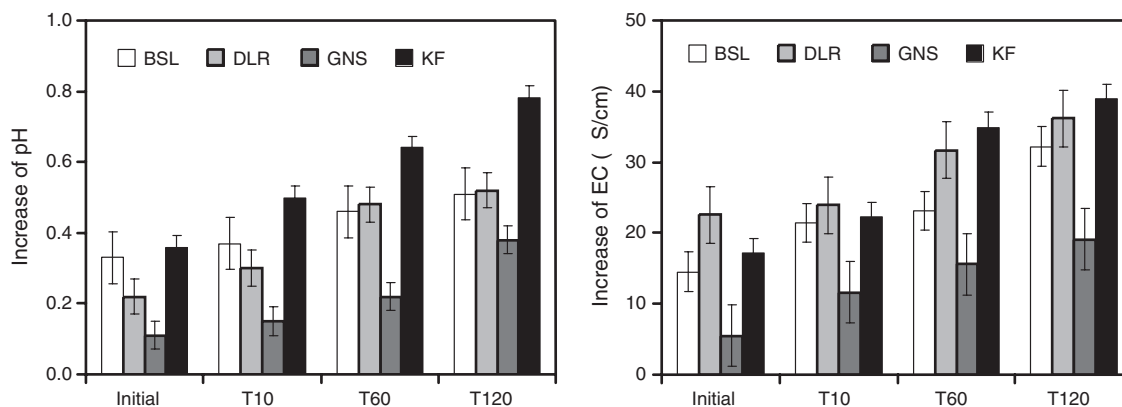 Increase of pH
1.0
0.8
0.6
0.4
0.2
0.0
BSL DLR GNS KF
Initial T10 T60 T120
Increase of EC ( S/cm)
50
40
30
20
10
0
BSL DLR GNS KF
Initial T10 T60 T120